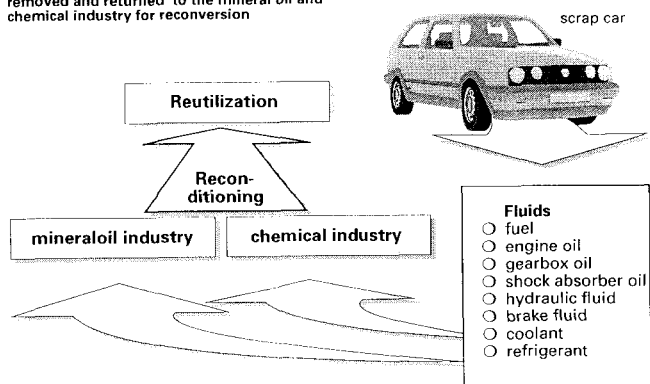 removed and returned to the mineral oil and
chemical industry for reconversion
scrap car
Reutilization
Recon-
ditioning
mineraloil industry
chemical industry
Fluids
fuel
engine oil
gearbox oil
shock absorber oil
hydraulic fluid
brake fluid
coolant
refrigerant